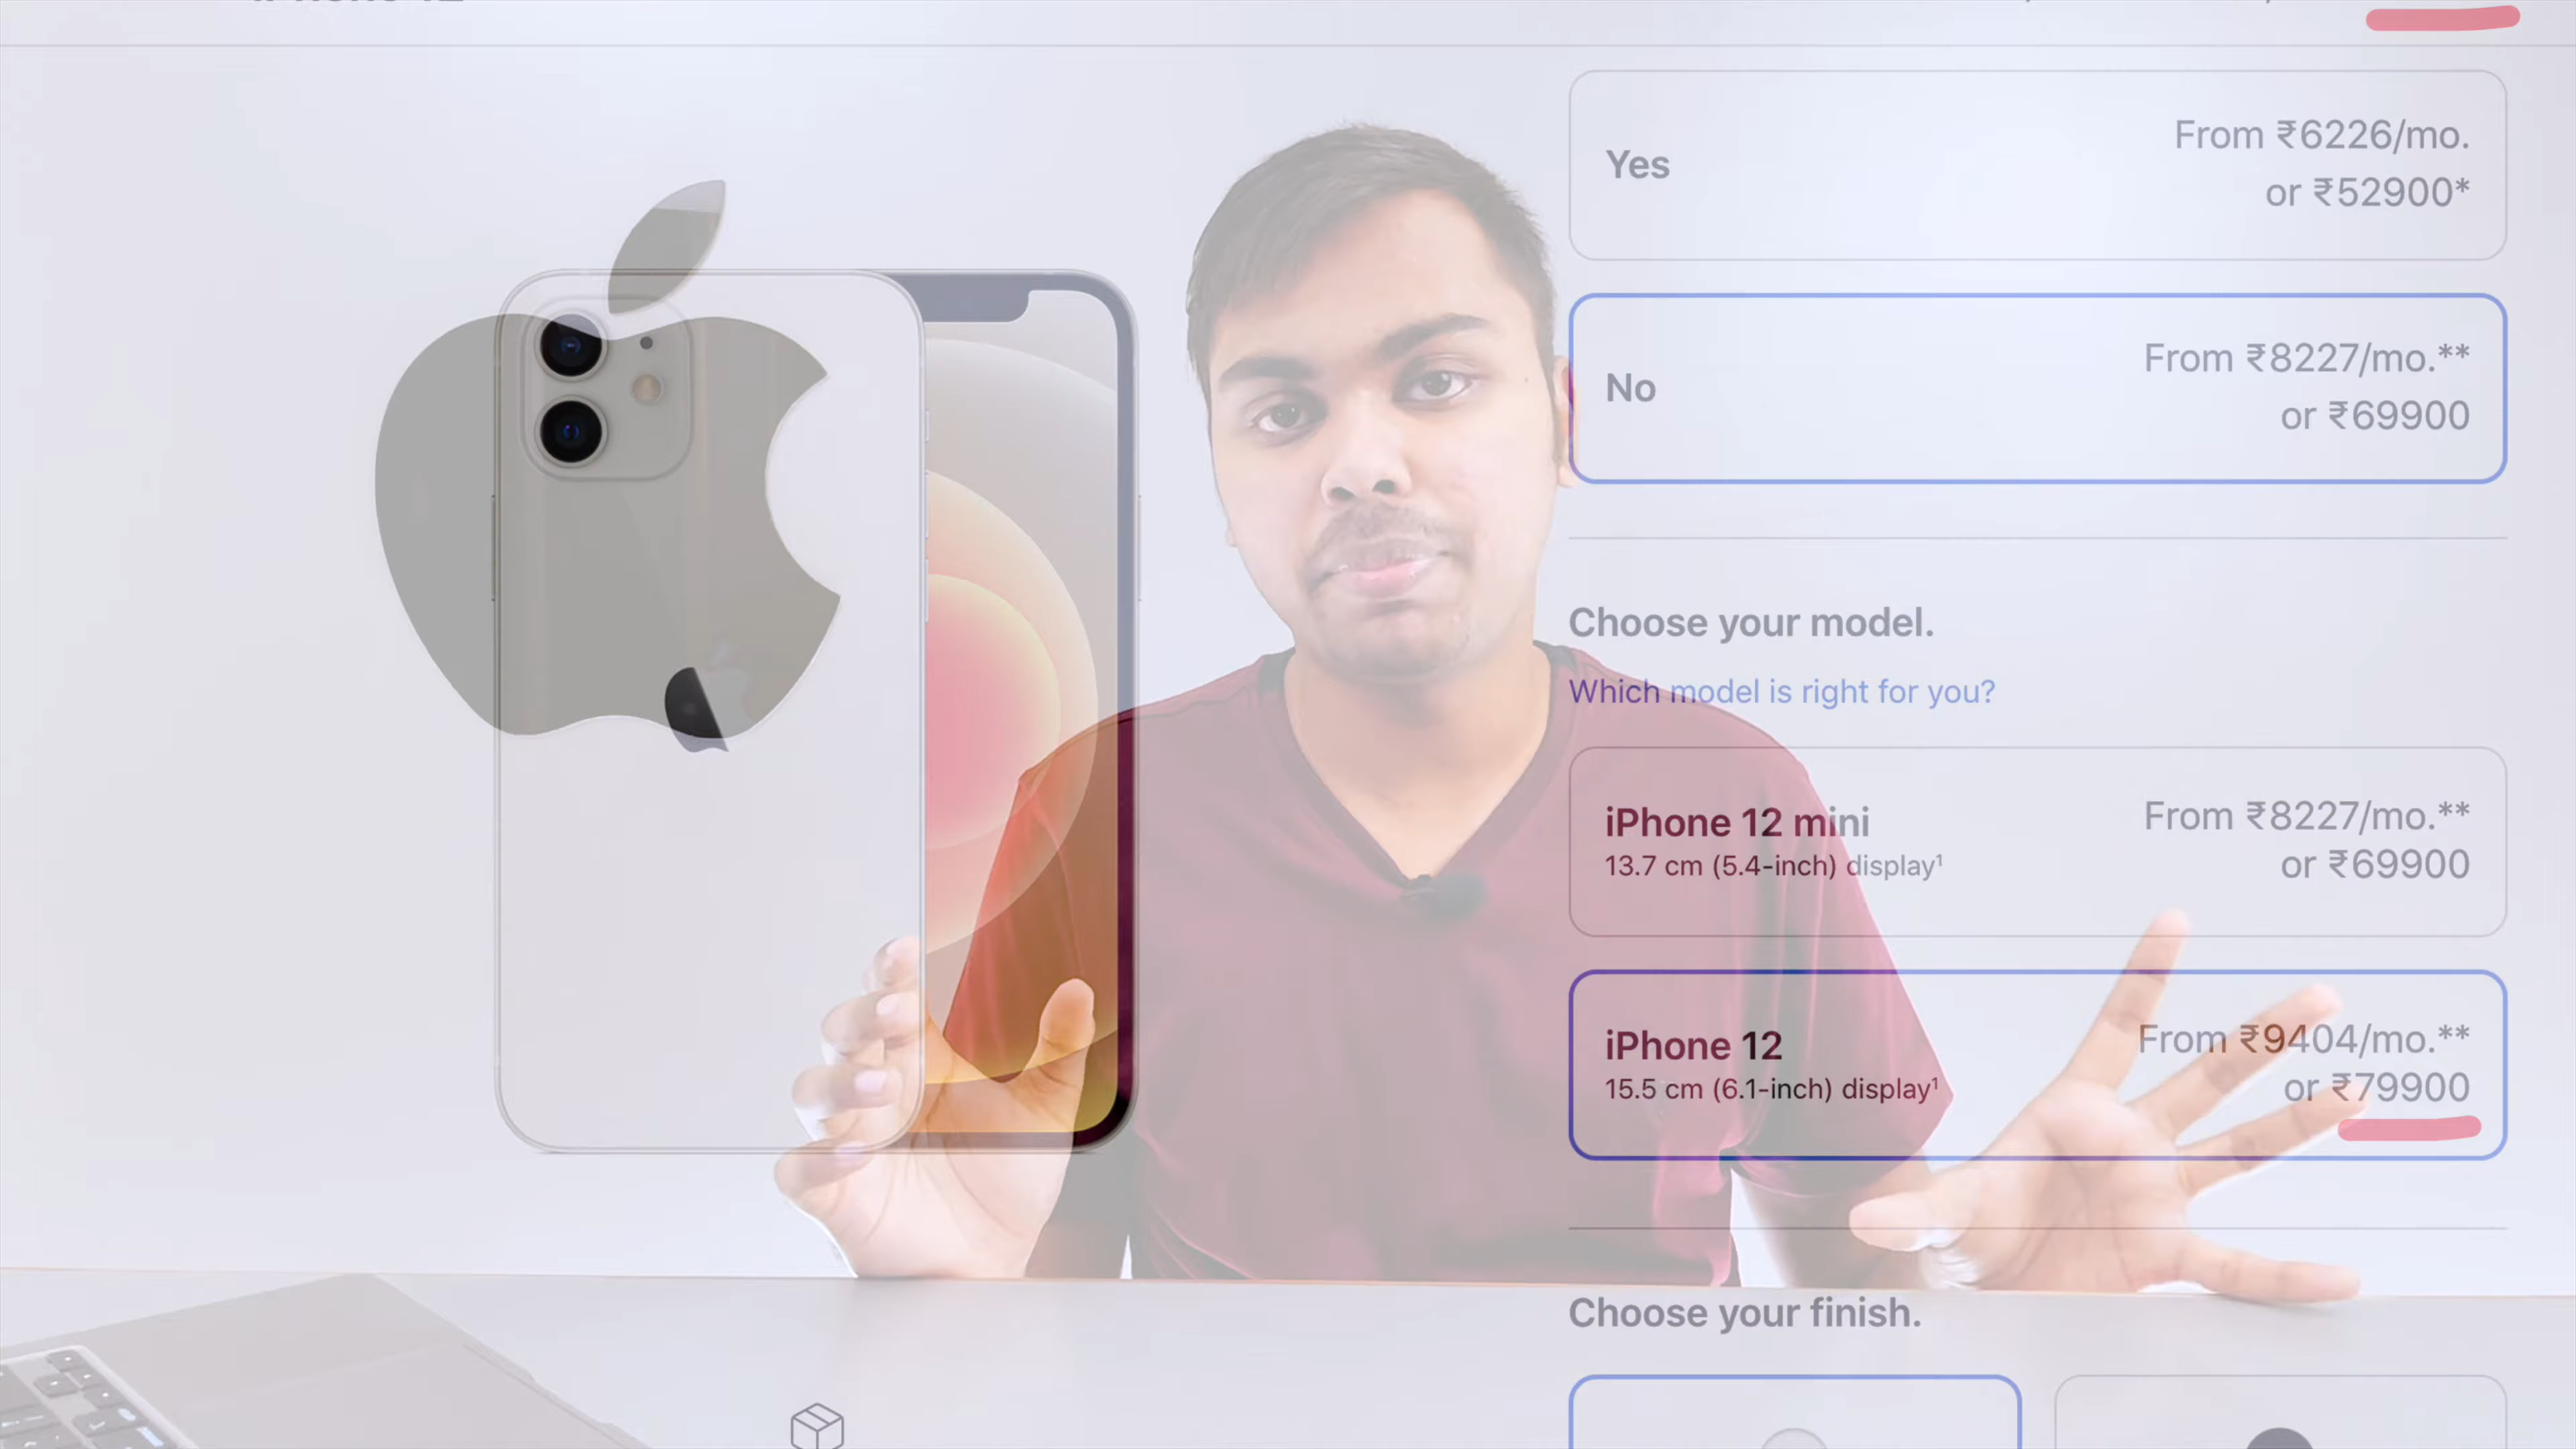 Yes
From ₹6226/mo.
or ₹52900*
No
From ₹8227/mo.**
or ₹69900
Choose your model.
Which model is right for you?
iPhone 12 mini
13.7 cm (5.4-inch) display¹
From ₹8227/mo.**
or ₹69900
iPhone 12
15.5 cm (6.1-inch) display¹
From ₹9404/mo.**
or ₹79900
Choose your finish.